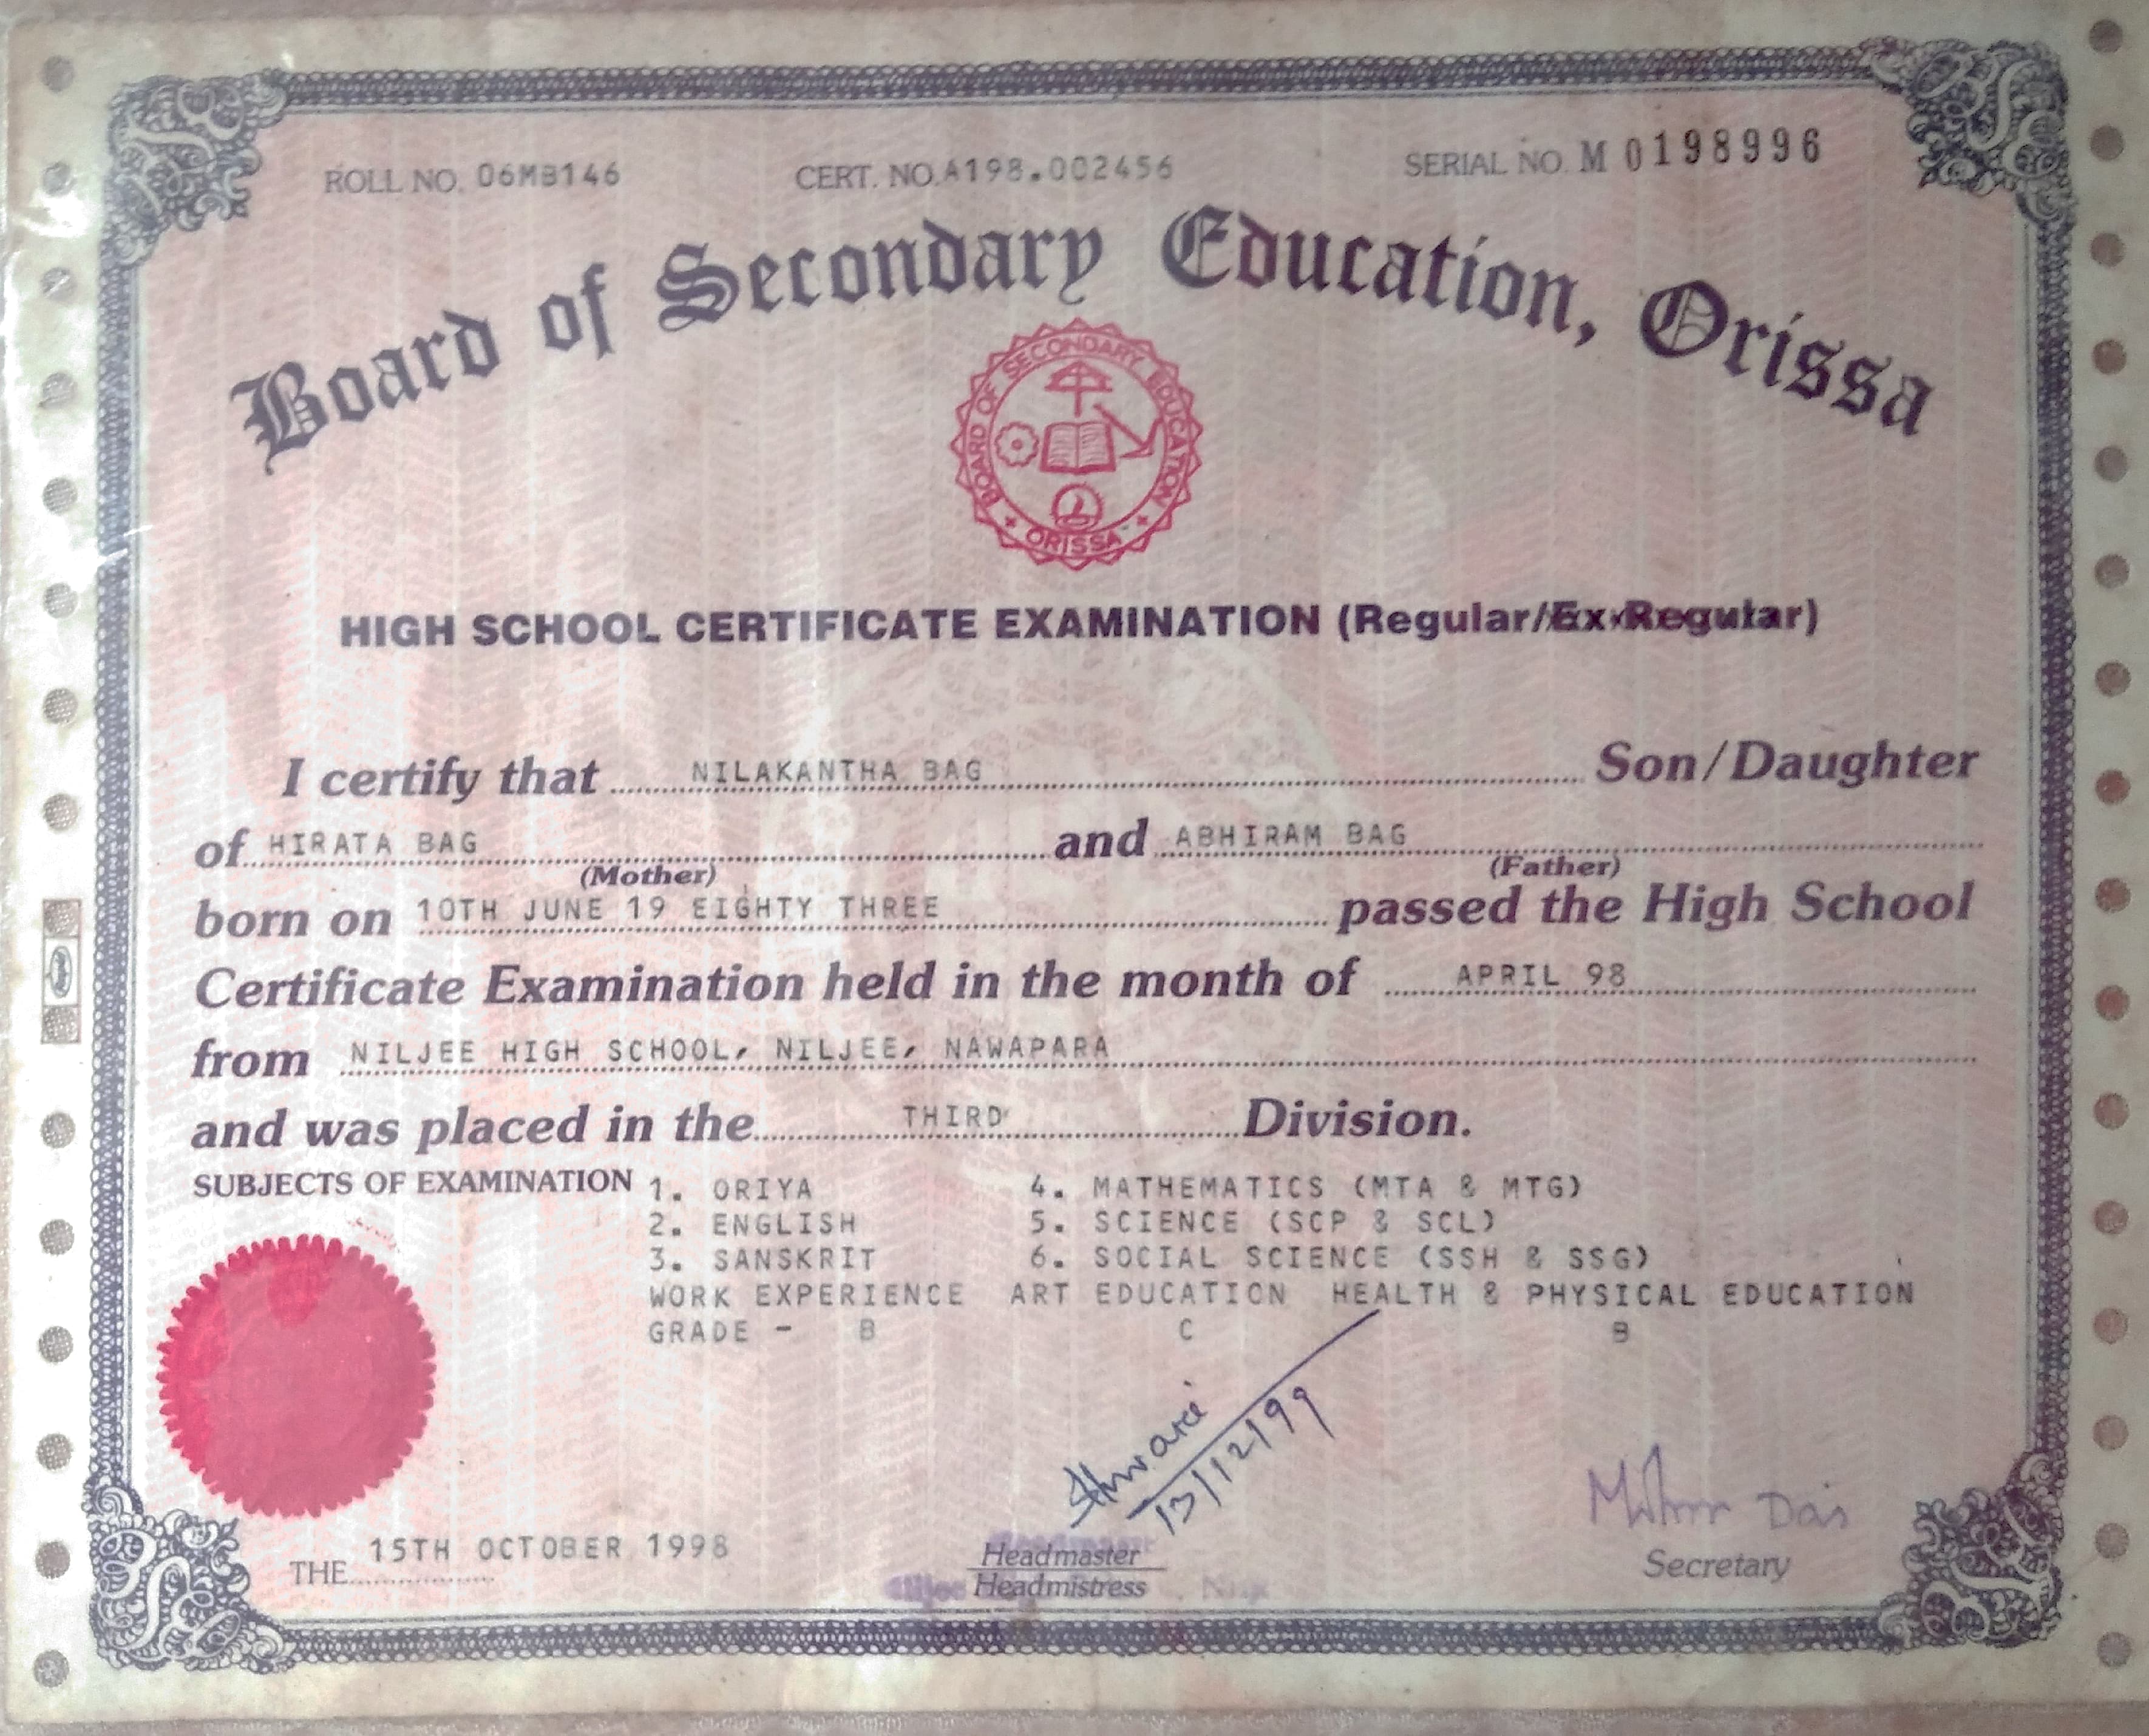 ROLL NO. 06MB146 CERT. NO. A198.002456 SERIAL NO. M 0198996
Board of Secondary Education, Orissa
BOARD OF SECONDARY EDUCATION
ORISSA
HIGH SCHOOL CERTIFICATE EXAMINATION (Regular/Ex-Regular)
I certify that NILAKANTHA BAG Son/Daughter
of HIRATA BAG and ABHIRAM BAG
(Mother) (Father)
born on 10TH JUNE 19 EIGHTY THREE passed the High School
Certificate Examination held in the month of APRIL 98
from NILJEE HIGH SCHOOL, NILJEE, NAWAPARA
and was placed in the THIRD Division.
SUBJECTS OF EXAMINATION 1. ORIYA 4. MATHEMATICS (MTA & MTG)
2. ENGLISH 5. SCIENCE (SCP & SCL)
3. SANSKRIT 6. SOCIAL SCIENCE (SSH & SSG)
WORK EXPERIENCE ART EDUCATION HEALTH & PHYSICAL EDUCATION
GRADE - B C B
13/12/99
Das
THE 15TH OCTOBER 1998
Headmaster
Headmistress
Secretary